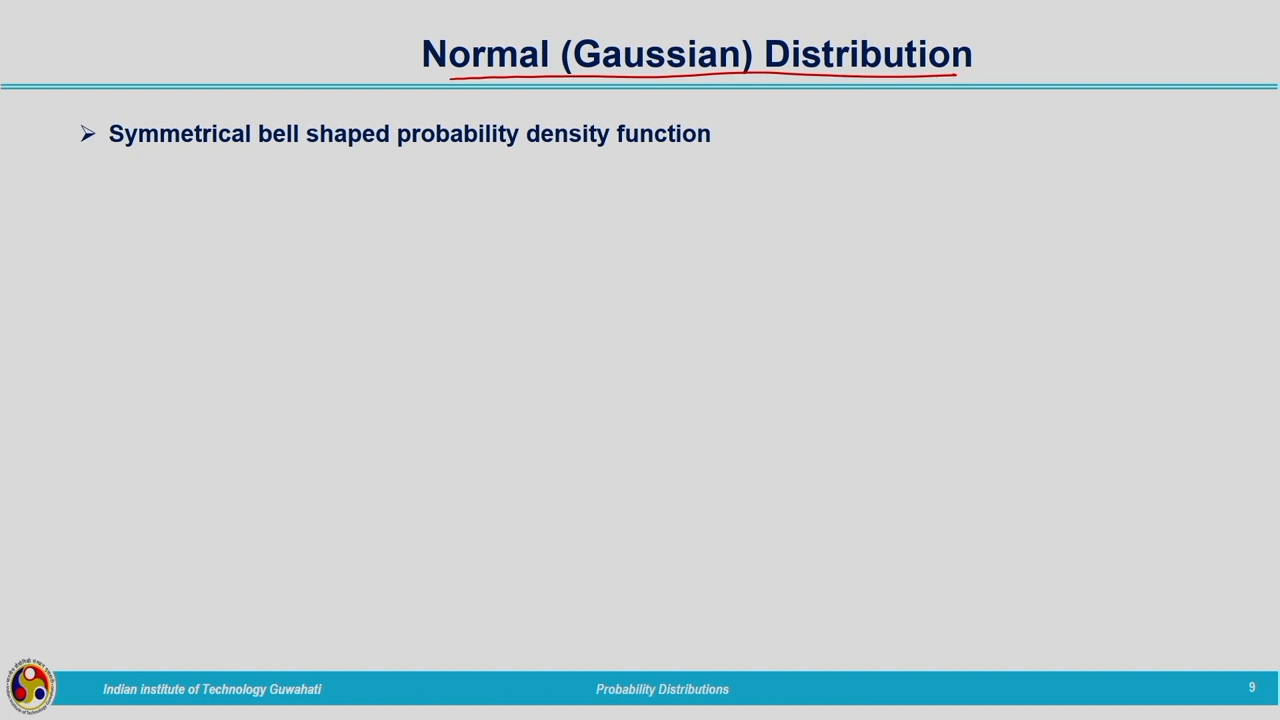 Normal (Gaussian) Distribution
Symmetrical bell shaped probability density function
Indian institute of Technology Guwahati
Probability Distributions
9